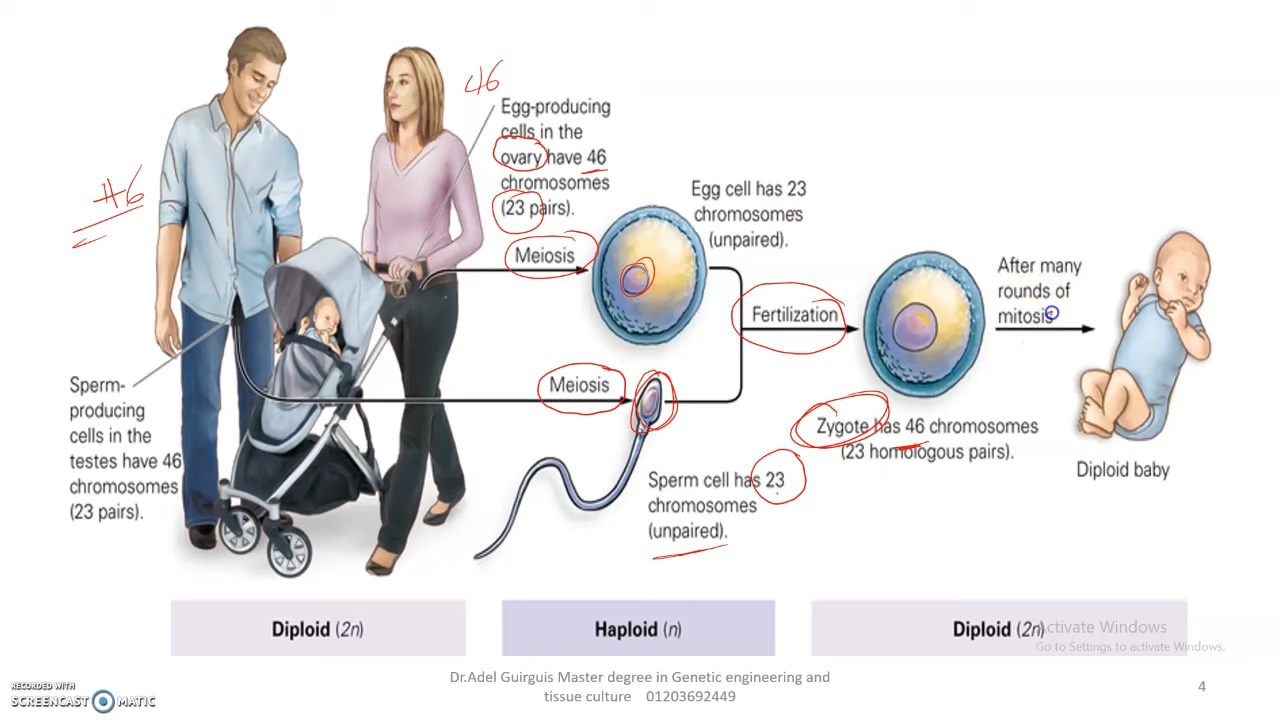 46
Egg-producing
cells in the
ovary have 46
chromosomes
(23 pairs).
46
Meiosis
Egg cell has 23
chromosomes
(unpaired).
Fertilization
After many
rounds of
mitosis
Sperm-
producing
cells in the
testes have 46
chromosomes
(23 pairs).
Meiosis
Sperm cell has 23
chromosomes
(unpaired).
Zygote has 46 chromosomes
(23 homologous pairs).
Diploid baby
Diploid (2n)
Haploid (n)
Diploid (2n)
Activate Windows
Go to Settings to activate Windows.
Dr.Adel Guirguis Master degree in Genetic engineering and
tissue culture 01203692449
4
RECORDED WITH
SCREENCAST MATIC